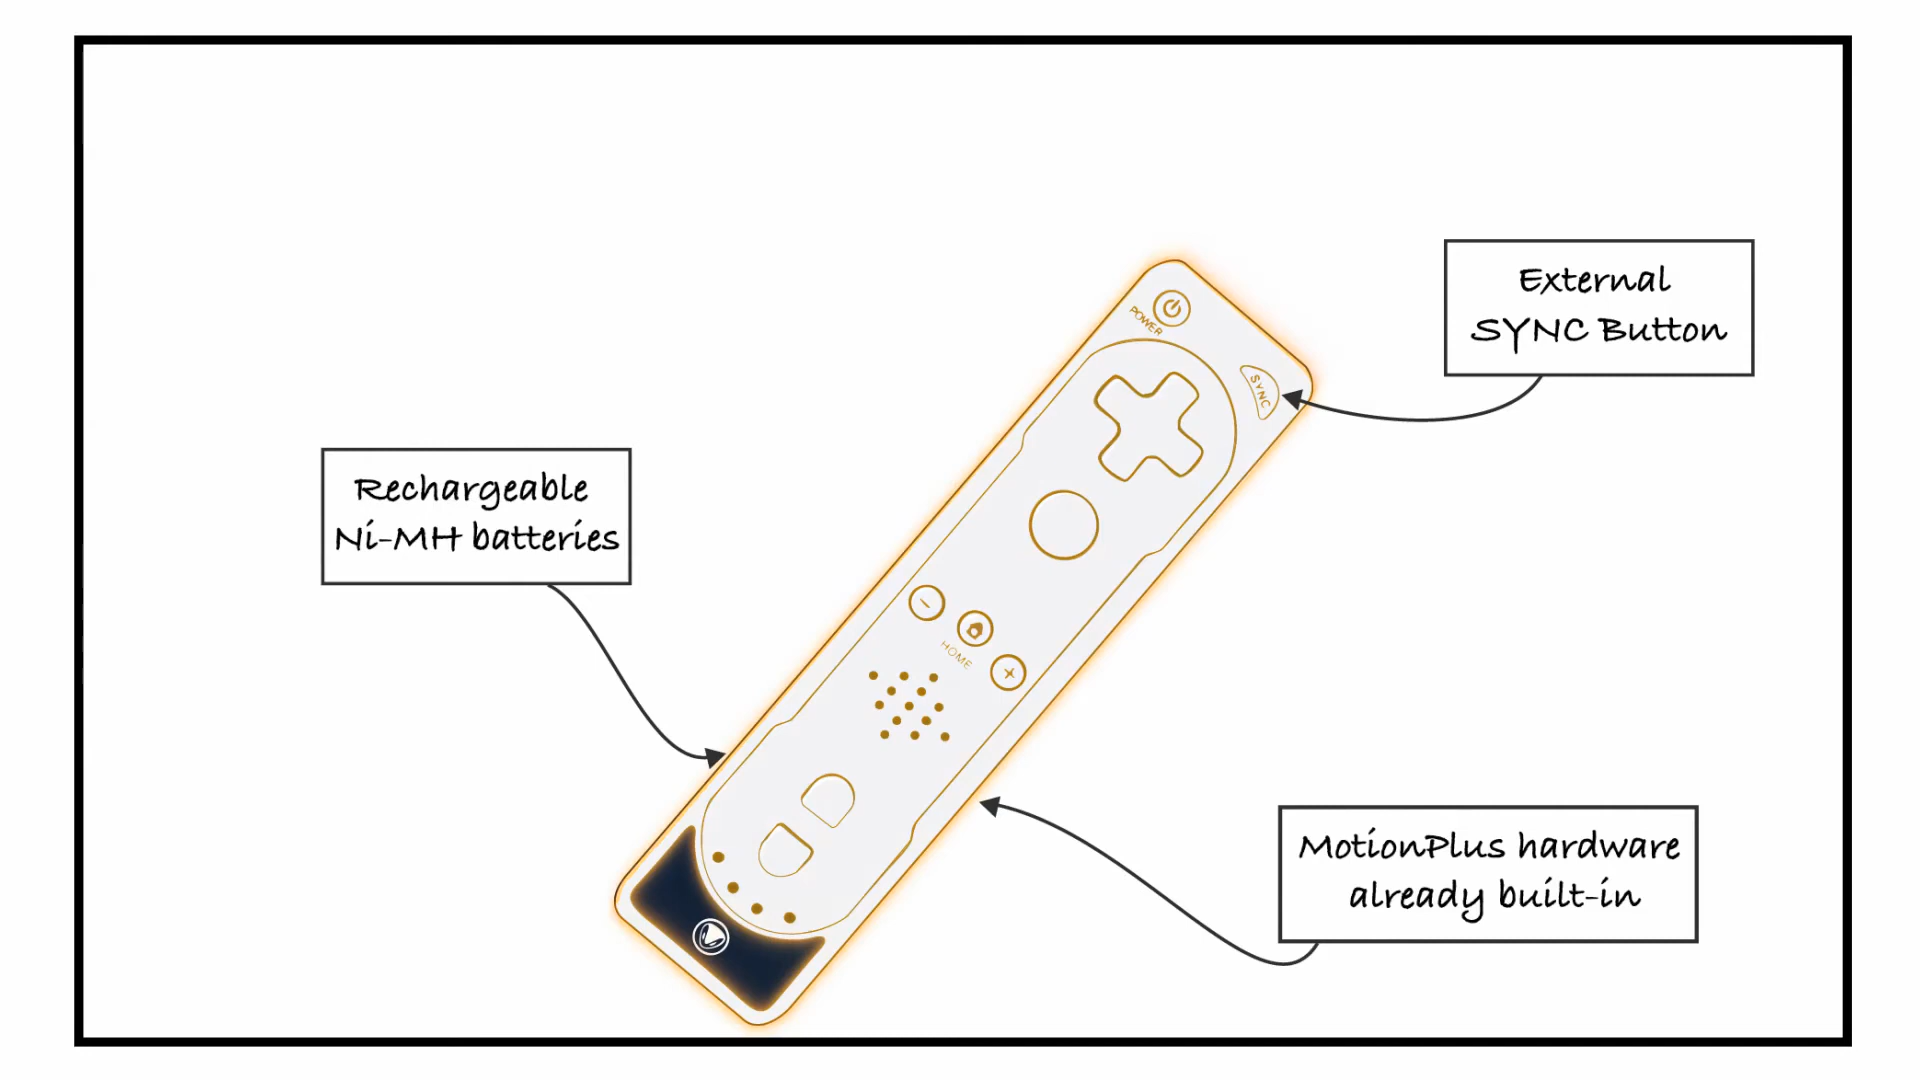 External
SYNC Button
POWER
SYNC
Rechargeable
Ni-MH batteries
HOME
MotionPlus hardware
already built-in